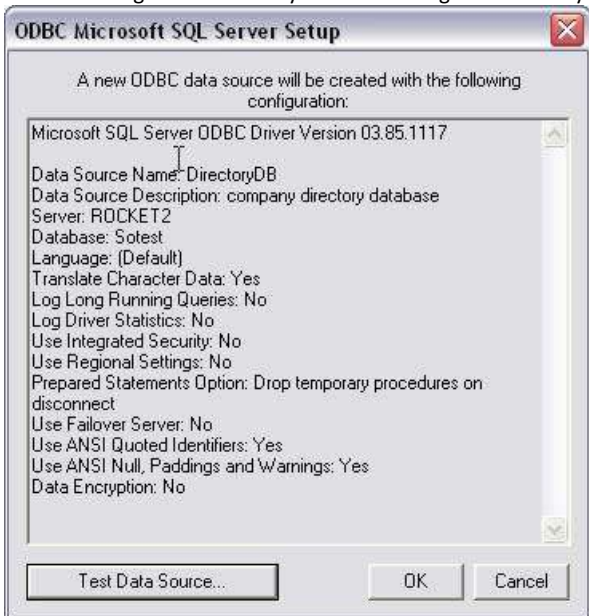 ODBC Microsoft SQL Server Setup
A new ODBC data source will be created with the following
configuration:
Microsoft SQL Server ODBC Driver Version 03.85.1117
Data Source Name: DirectoryDB
Data Source Description: company directory database
Server: ROCKET2
Database: Sotest
Language: (Default)
Translate Character Data: Yes
Log Long Running Queries: No
Log Driver Statistics: No
Use Integrated Security: No
Use Regional Settings: No
Prepared Statements Option: Drop temporary procedures on
disconnect
Use Failover Server: No
Use ANSI Quoted Identifiers: Yes
Use ANSI Null, Paddings and Warnings: Yes
Data Encryption: No
Test Data Source... OK Cancel